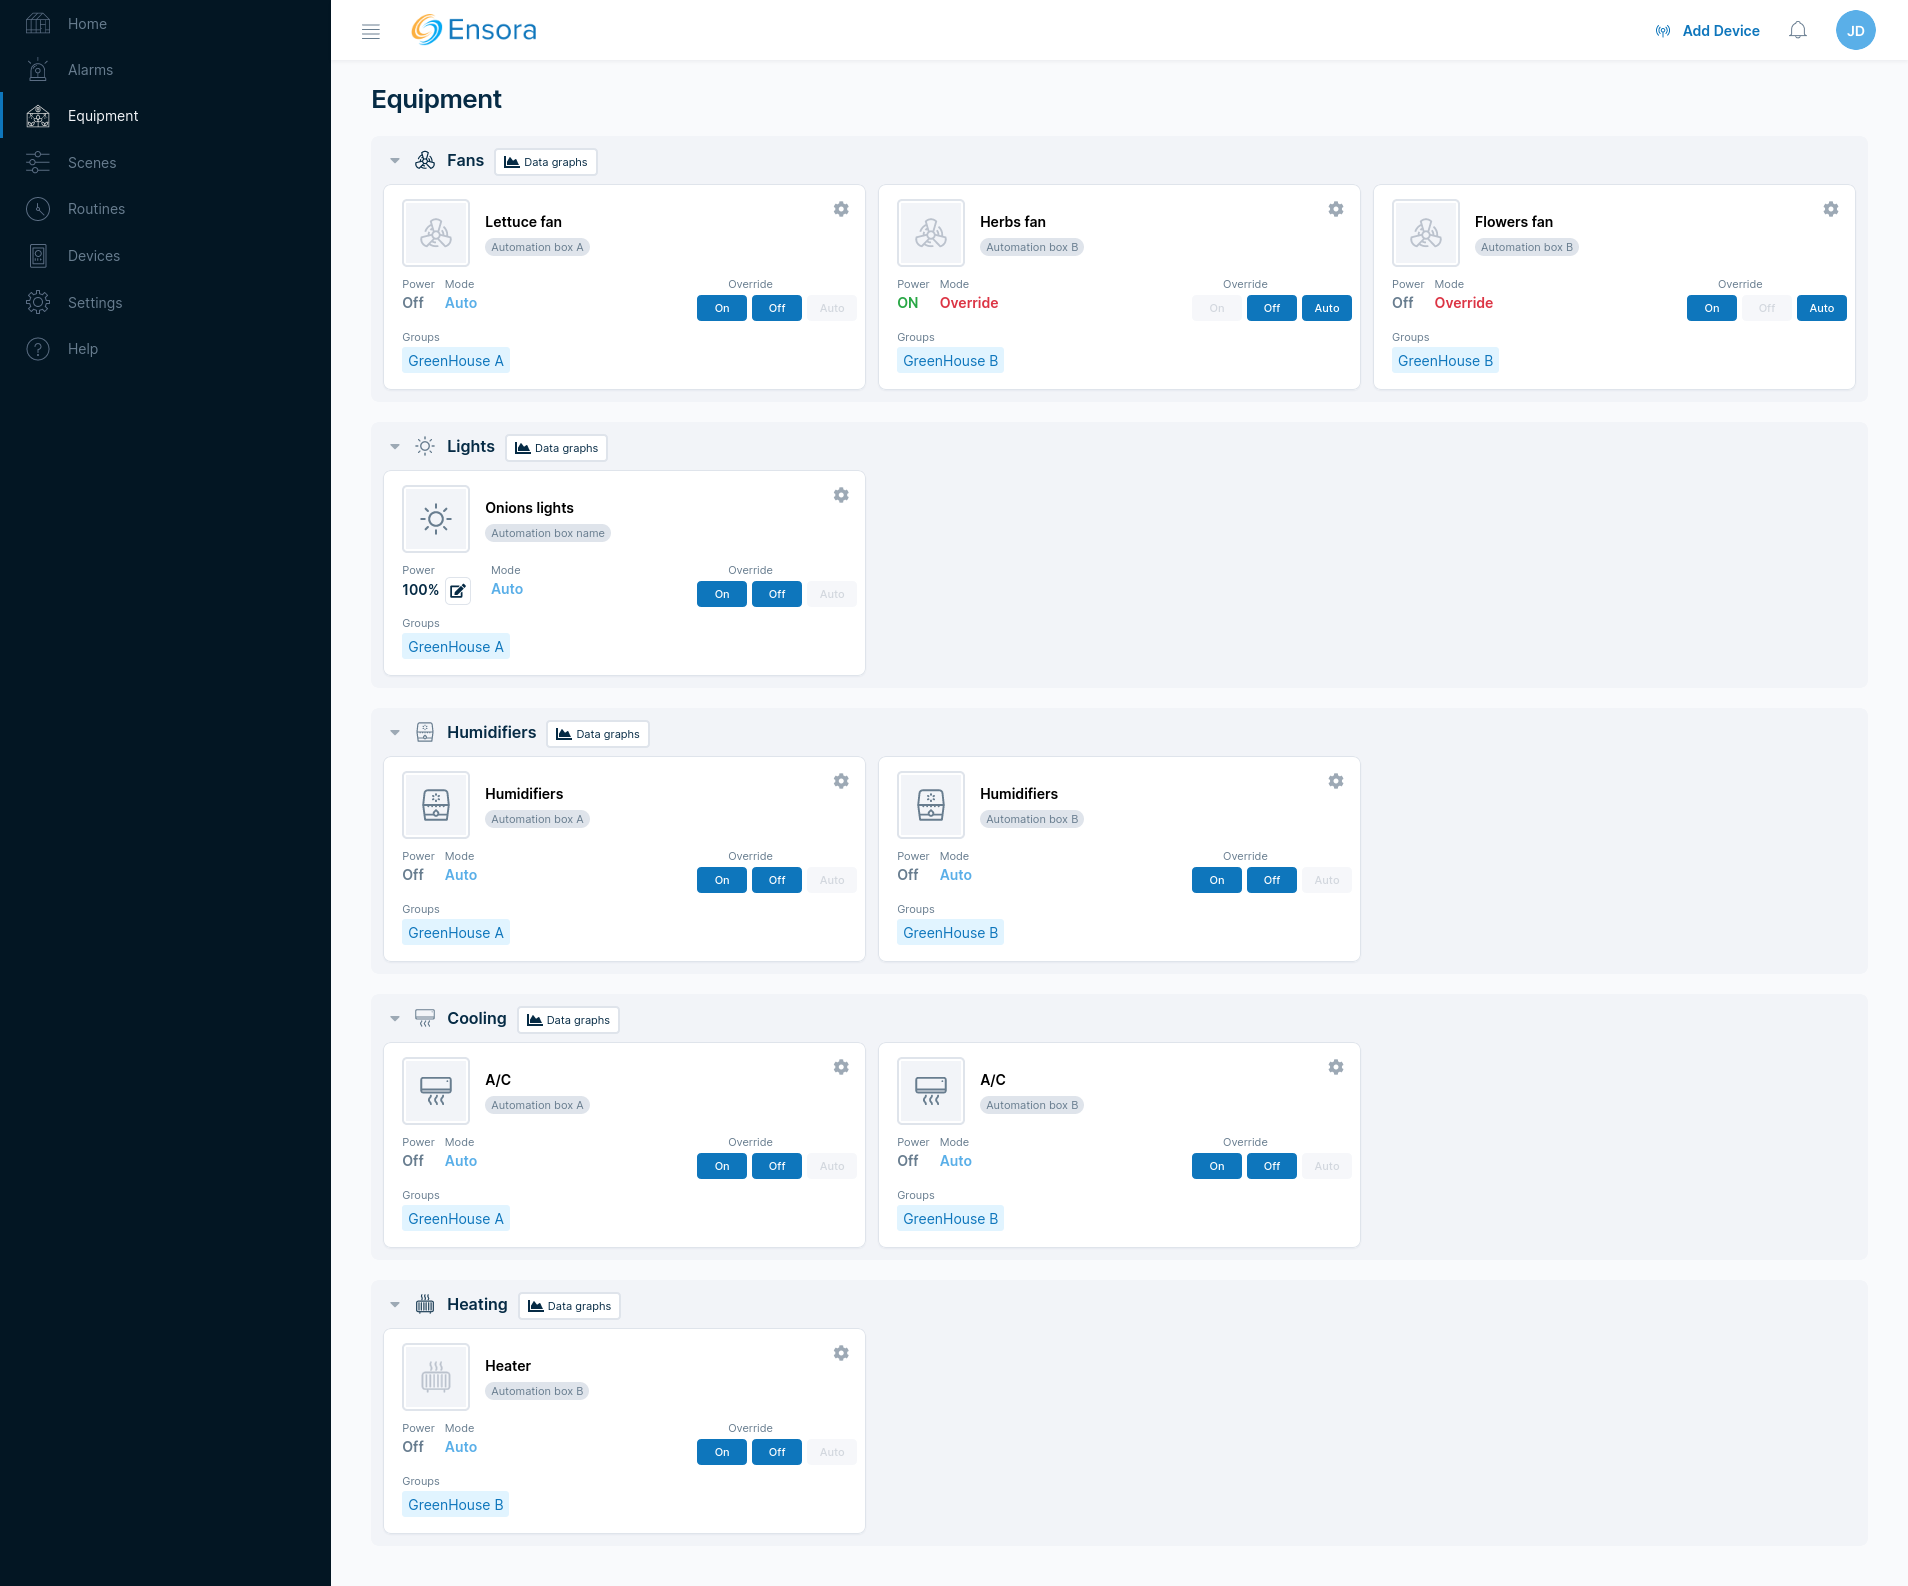 Home
Alarms
Equipment
Scenes
Routines
Devices
Settings
Help
Ensora
Add Device
JD
Equipment
Fans Data graphs
Lettuce fan
Automation box A
Power Mode Override
Off Auto On Off Auto
Groups
GreenHouse A
Herbs fan
Automation box B
Power Mode Override
ON Override On Off Auto
Groups
GreenHouse B
Flowers fan
Automation box B
Power Mode Override
Off Override On Off Auto
Groups
GreenHouse B
Lights Data graphs
Onions lights
Automation box name
Power Mode Override
100% Auto On Off Auto
Groups
GreenHouse A
Humidifiers Data graphs
Humidifiers
Automation box A
Power Mode Override
Off Auto On Off Auto
Groups
GreenHouse A
Humidifiers
Automation box B
Power Mode Override
Off Auto On Off Auto
Groups
GreenHouse B
Cooling Data graphs
A/C
Automation box A
Power Mode Override
Off Auto On Off Auto
Groups
GreenHouse A
A/C
Automation box B
Power Mode Override
Off Auto On Off Auto
Groups
GreenHouse B
Heating Data graphs
Heater
Automation box B
Power Mode Override
Off Auto On Off Auto
Groups
GreenHouse B